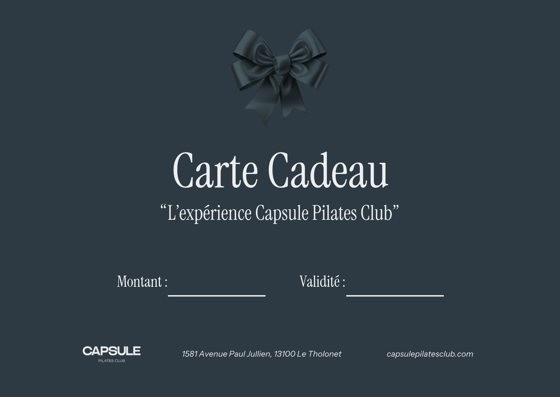 Carte Cadeau
“L’expérience Capsule Pilates Club”
Montant :
Validité :
CAPSULE
PILATES CLUB
1581 Avenue Paul Jullien, 13100 Le Tholonet
capsulepilatesclub.com